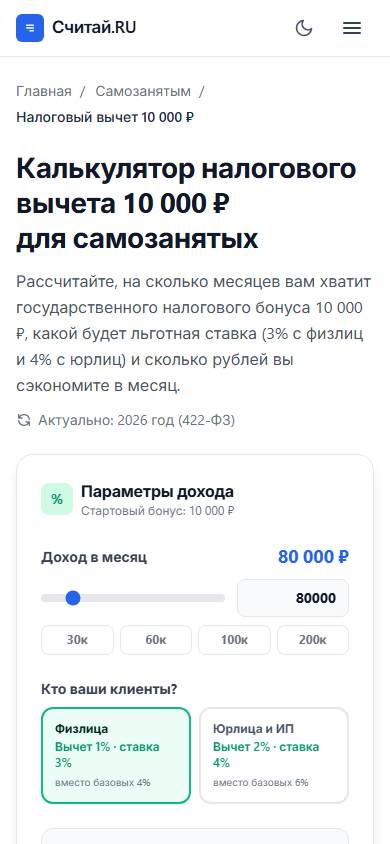 Считай.RU
Главная / Самозанятым /
Налоговый вычет 10 000 ₽
Калькулятор налогового
вычета 10 000 ₽
для самозанятых
Рассчитайте, на сколько месяцев вам хватит
государственного налогового бонуса 10 000
₽, какой будет льготная ставка (3% с физлиц
и 4% с юрлиц) и сколько рублей вы
сэкономите в месяц.
Актуально: 2026 год (422-ФЗ)
%
Параметры дохода
Стартовый бонус: 10 000 ₽
Доход в месяц 80 000 ₽
80000
30к 60к 100к 200к
Кто ваши клиенты?
Физлица
Вычет 1% · ставка
3%
вместо базовых 4%
Юрлица и ИП
Вычет 2% · ставка
4%
вместо базовых 6%